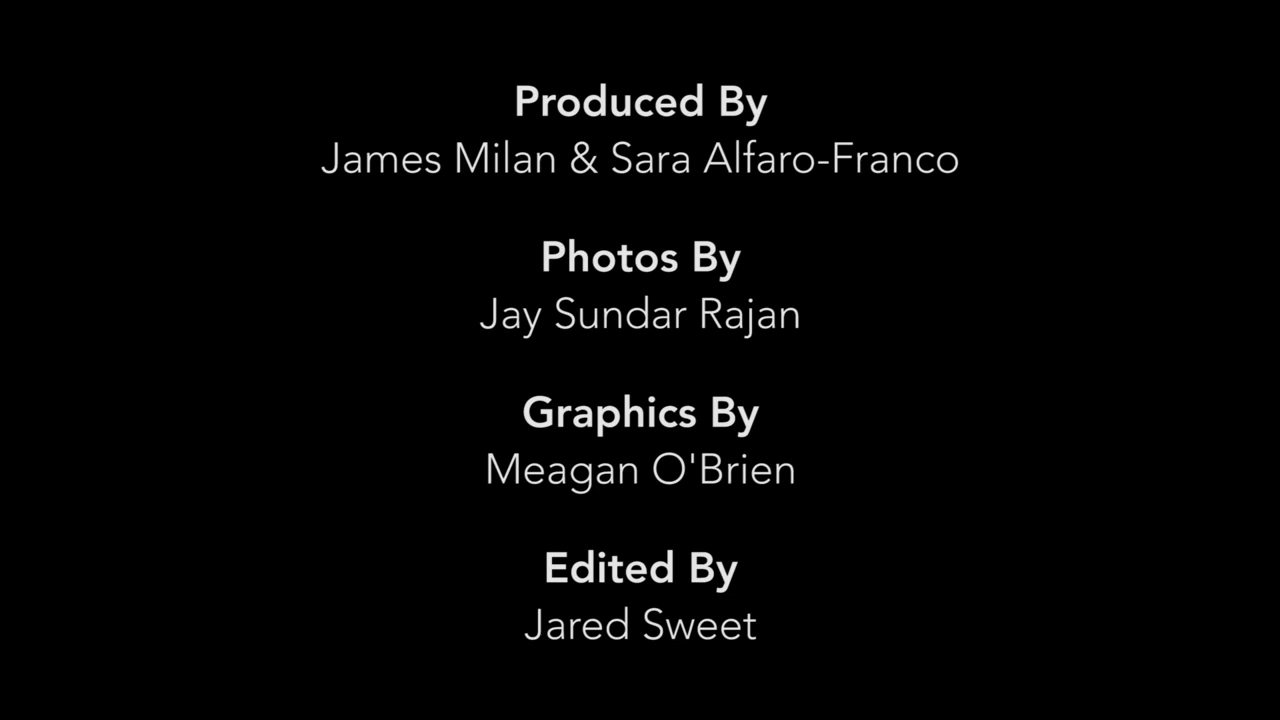 Produced By
James Milan & Sara Alfaro-Franco
Photos By
Jay Sundar Rajan
Graphics By
Meagan O'Brien
Edited By
Jared Sweet